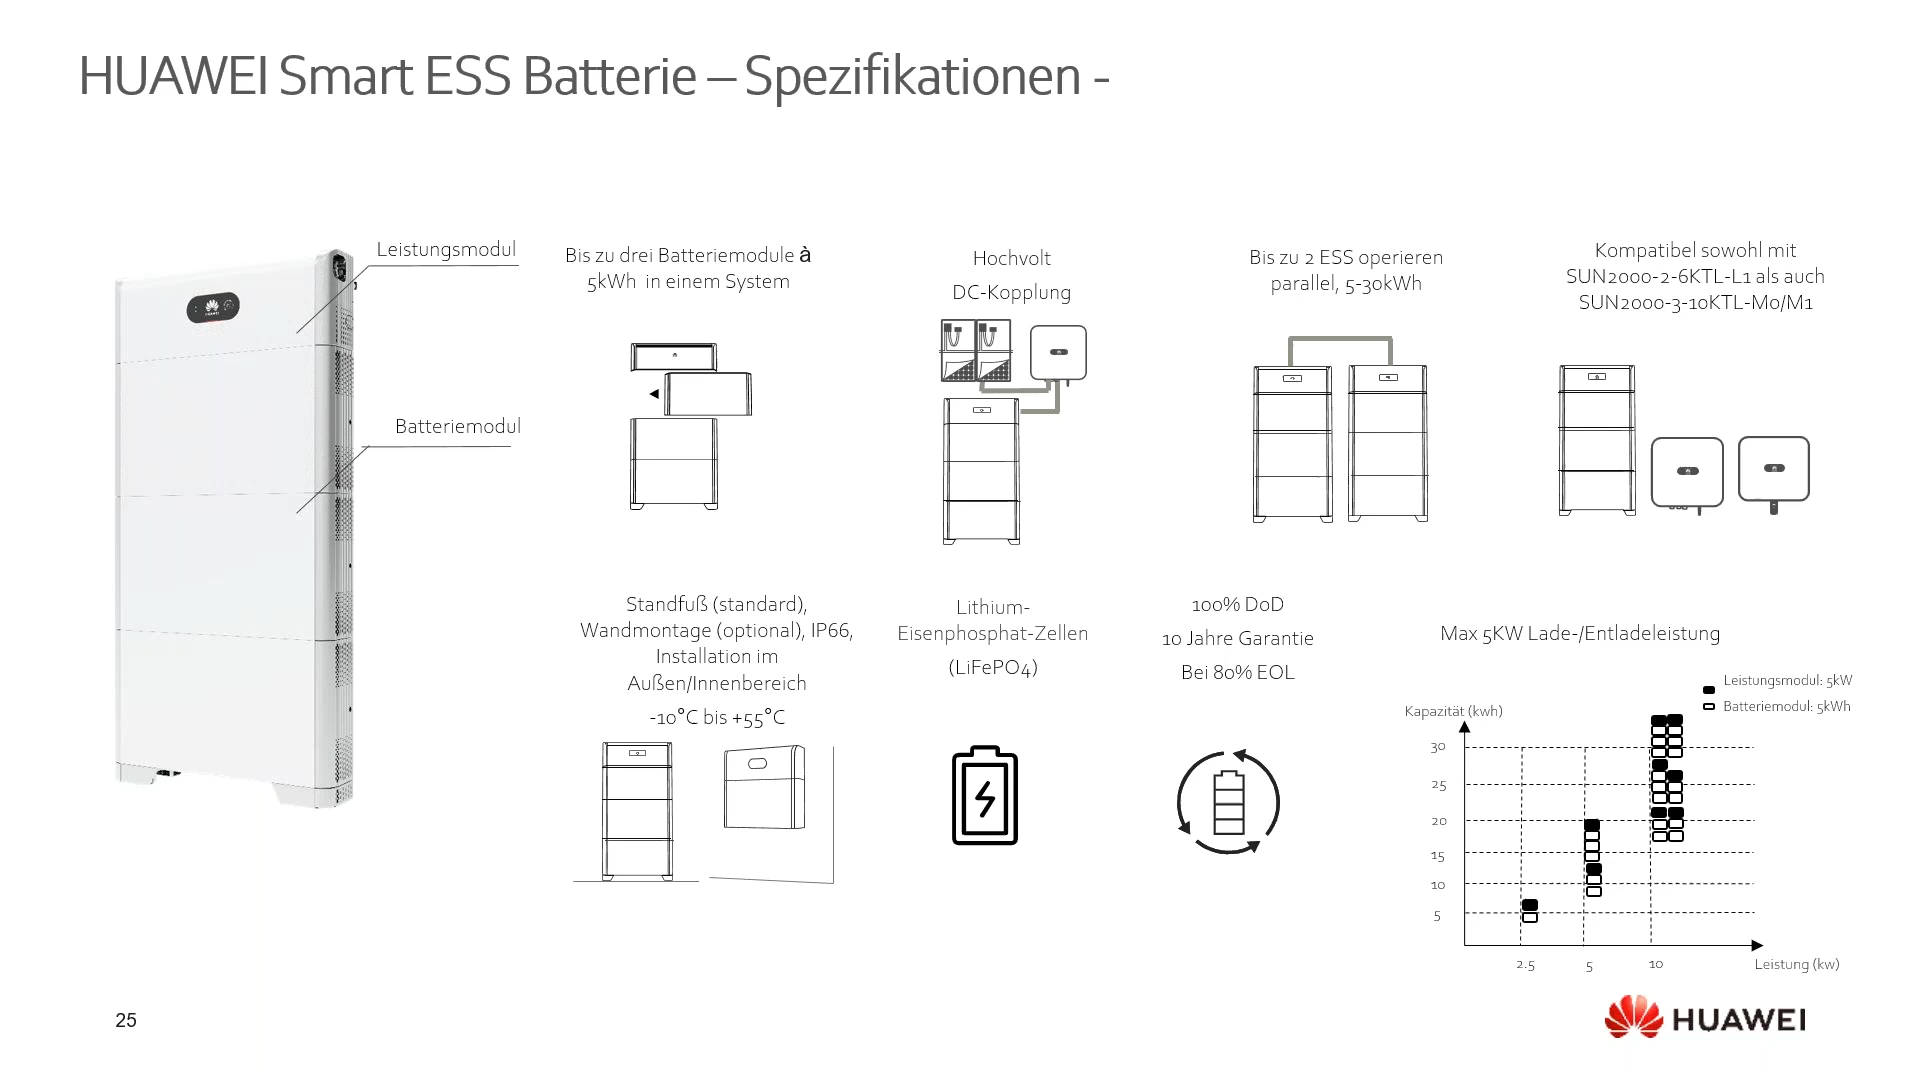 HUAWEI Smart ESS Batterie – Spezifikationen -
Leistungsmodul
Batteriemodul
HUAWEI
Bis zu drei Batteriemodule à
5kWh in einem System
Hochvolt
DC-Kopplung
Bis zu 2 ESS operieren
parallel, 5-30kWh
Kompatibel sowohl mit
SUN2000-2-6KTL-L1 als auch
SUN2000-3-10KTL-M0/M1
Standfuß (standard),
Wandmontage (optional), IP66,
Installation im
Außen/Innenbereich
-10°C bis +55°C
Lithium-
Eisenphosphat-Zellen
(LiFePO4)
100% DoD
10 Jahre Garantie
Bei 80% EOL
Max 5KW Lade-/Entladeleistung
Leistungsmodul: 5kW
Batteriemodul: 5kWh
Kapazität (kwh)
30
25
20
15
10
5
2.5
5
10
Leistung (kw)
25
HUAWEI